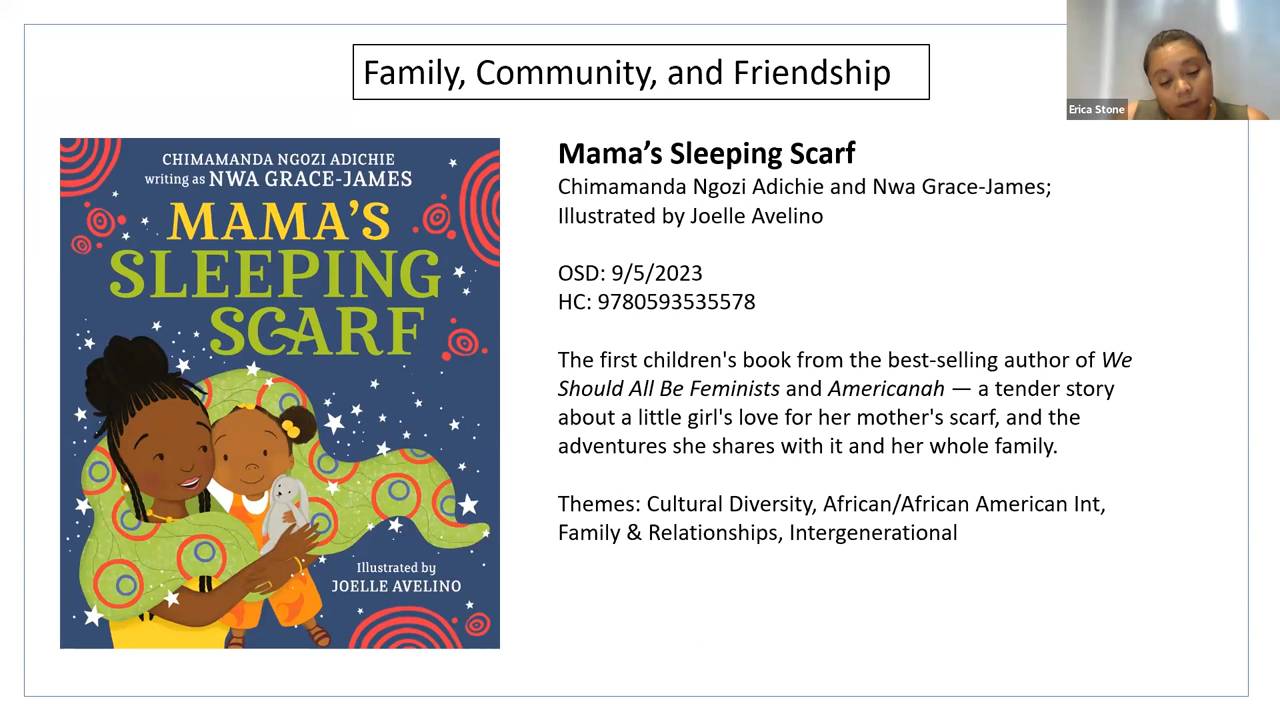 Family, Community, and Friendship
Erica Stone
CHIMAMANDA NGOZI ADICHIE
writing as NWA GRACE-JAMES
MAMA'S
SLEEPING
SCARF
Illustrated by
JOELLE AVELINO
Mama’s Sleeping Scarf
Chimamanda Ngozi Adichie and Nwa Grace-James;
Illustrated by Joelle Avelino
OSD: 9/5/2023
HC: 9780593535578
The first children's book from the best-selling author of We
Should All Be Feminists and Americanah — a tender story
about a little girl's love for her mother's scarf, and the
adventures she shares with it and her whole family.
Themes: Cultural Diversity, African/African American Int,
Family & Relationships, Intergenerational